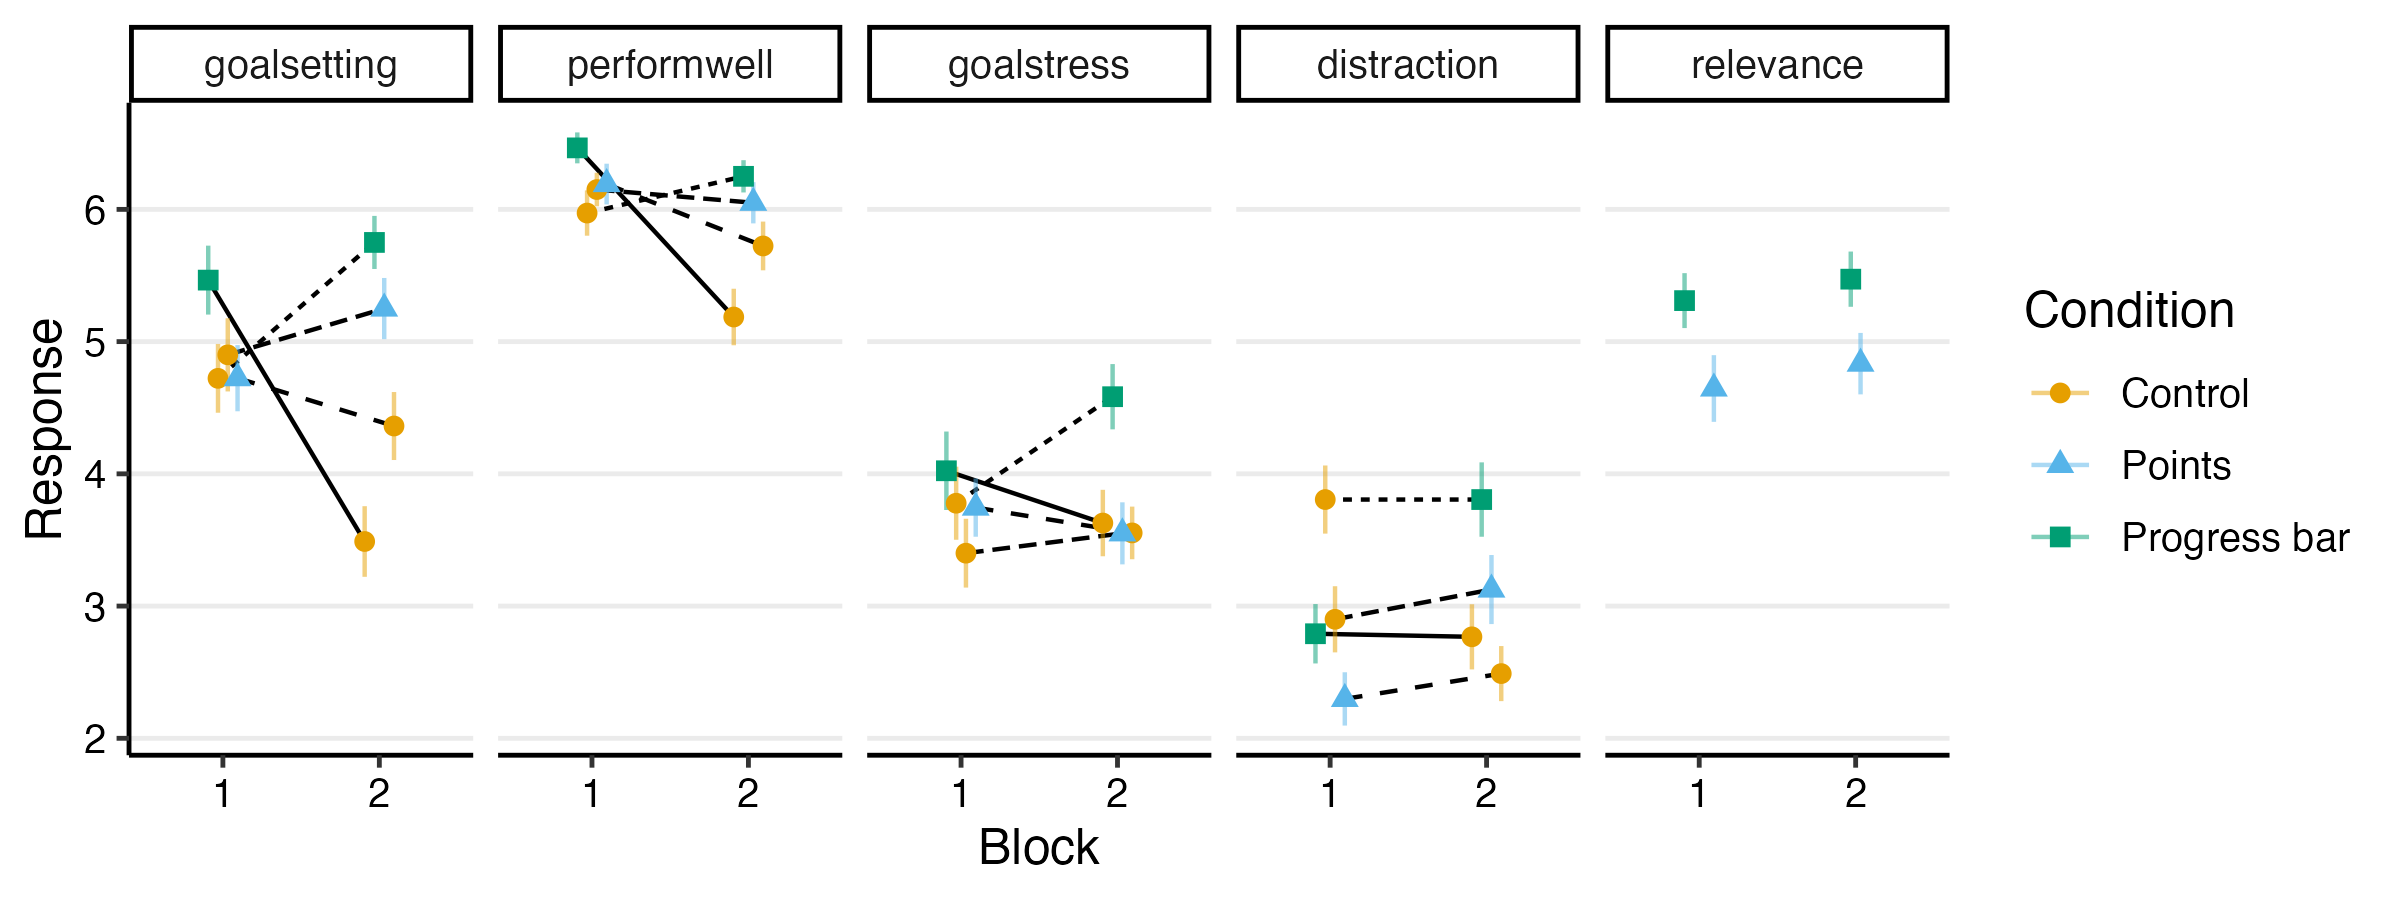 goalsetting performwell goalstress distraction relevance
Response
6
5
4
3
2
1 2 1 2 1 2 1 2 1 2
Block
Condition
Control
Points
Progress bar